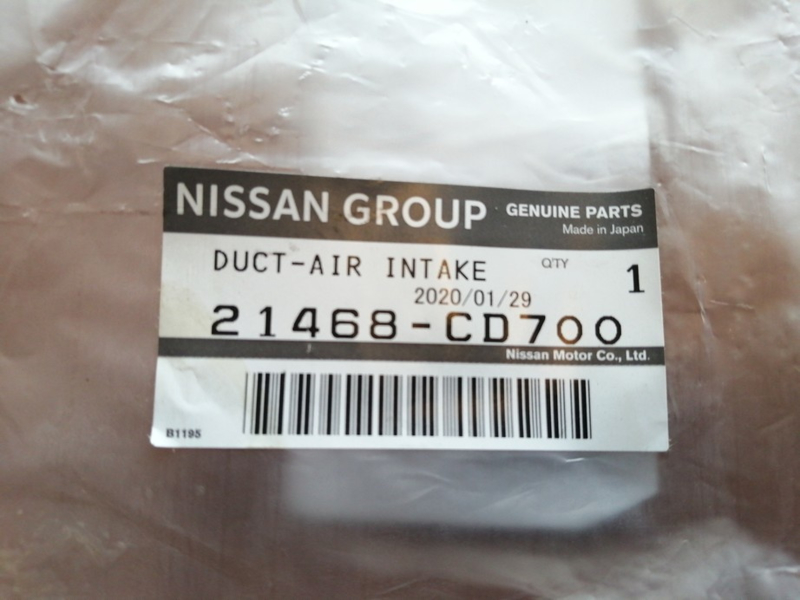 NISSAN GROUP GENUINE PARTS
Made in Japan
DUCT-AIR INTAKE QTY 1
2020/01/29
21468-CD700
Nissan Motor Co., Ltd.
B1195